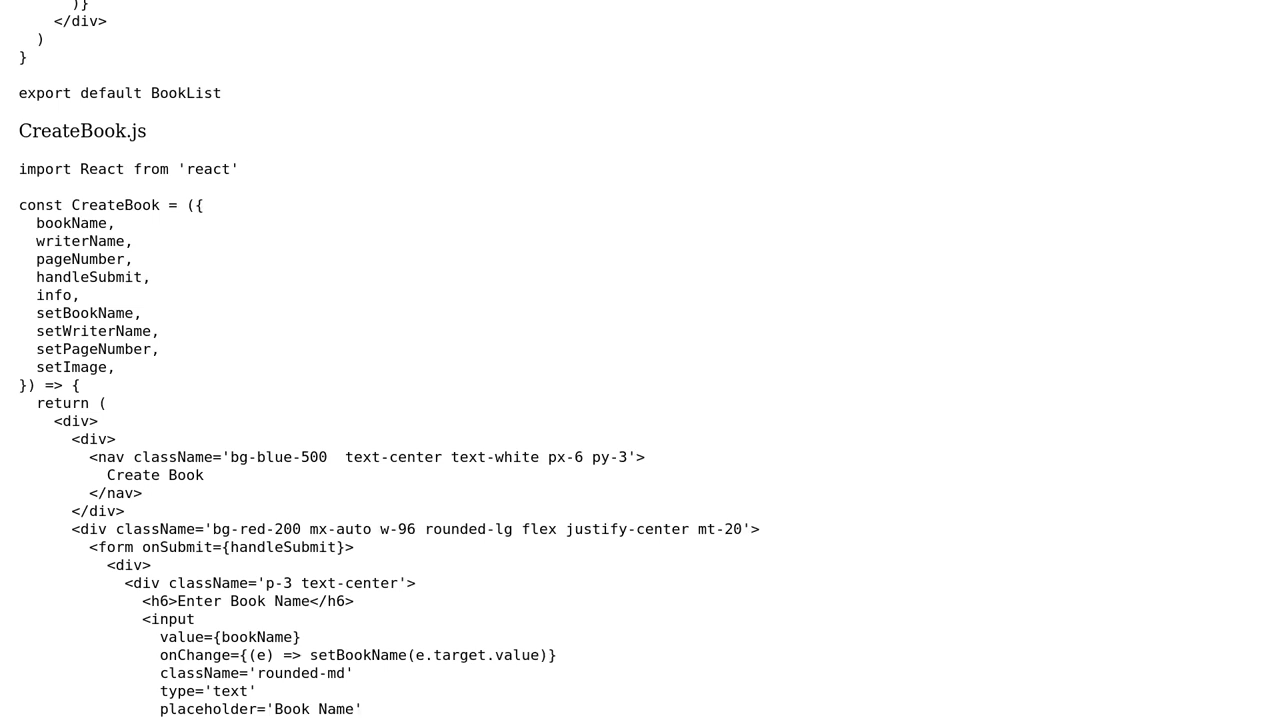 )}
    </div>
  )
}

export default BookList

CreateBook.js

import React from 'react'

const CreateBook = ({
  bookName,
  writerName,
  pageNumber,
  handleSubmit,
  info,
  setBookName,
  setWriterName,
  setPageNumber,
  setImage,
}) => {
  return (
    <div>
      <div>
        <nav className='bg-blue-500  text-center text-white px-6 py-3'>
          Create Book
        </nav>
      </div>
      <div className='bg-red-200 mx-auto w-96 rounded-lg flex justify-center mt-20'>
        <form onSubmit={handleSubmit}>
          <div>
            <div className='p-3 text-center'>
              <h6>Enter Book Name</h6>
              <input
                value={bookName}
                onChange={(e) => setBookName(e.target.value)}
                className='rounded-md'
                type='text'
                placeholder='Book Name'